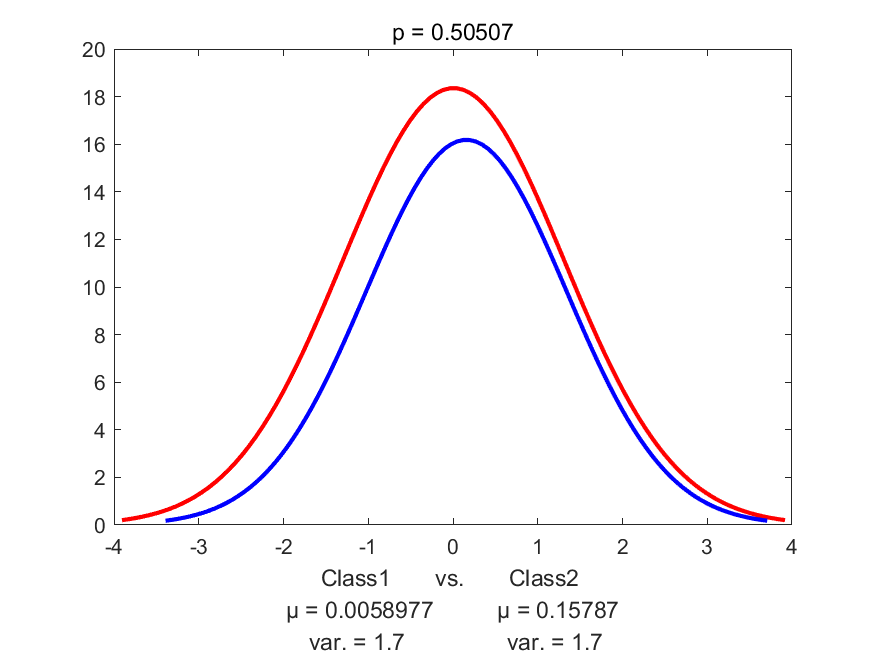 p = 0.50507
20
18
16
14
12
10
8
6
4
2
0
-4 -3 -2 -1 0 1 2 3 4
Class1 vs. Class2
μ = 0.0058977 μ = 0.15787
var. = 1.7 var. = 1.7